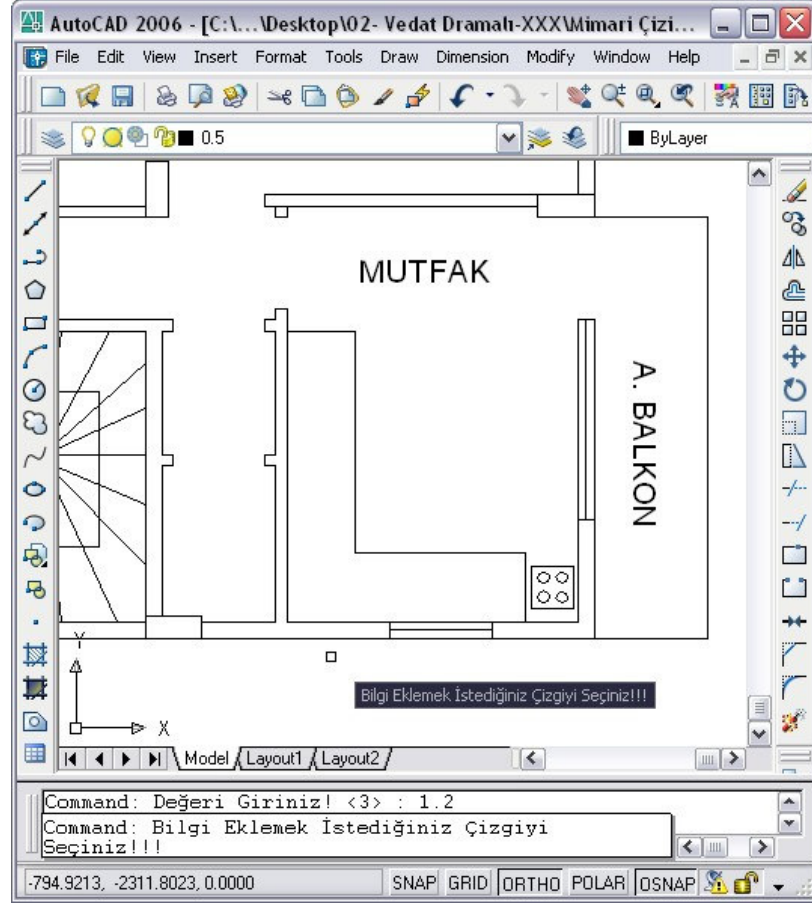 AutoCAD 2006 - [C:\...\Desktop\02- Vedat Dramalı-XXX\Mimari Çizi...
File Edit View Insert Format Tools Draw Dimension Modify Window Help
0.5
ByLayer
MUTFAK
A. BALKON
Y
X
Bilgi Eklemek İstediğiniz Çizgiyi Seçiniz!!!
Model Layout1 Layout2
Command: Değeri Giriniz! <3> : 1.2
Command: Bilgi Eklemek İstediğiniz Çizgiyi
Seçiniz!!!
-794.9213, -2311.8023, 0.0000 SNAP GRID ORTHO POLAR OSNAP